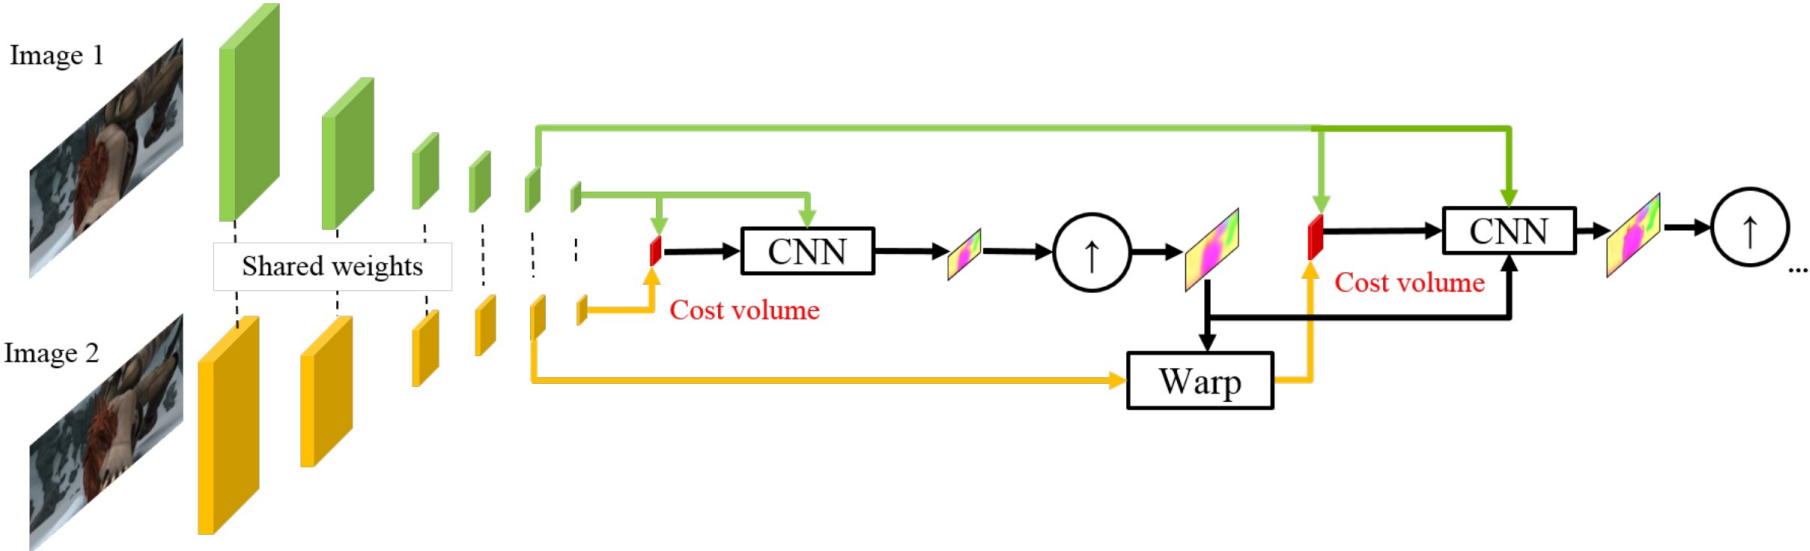 Image 1
Shared weights
Image 2
CNN
↑
Cost volume
Warp
CNN
↑
Cost volume
...